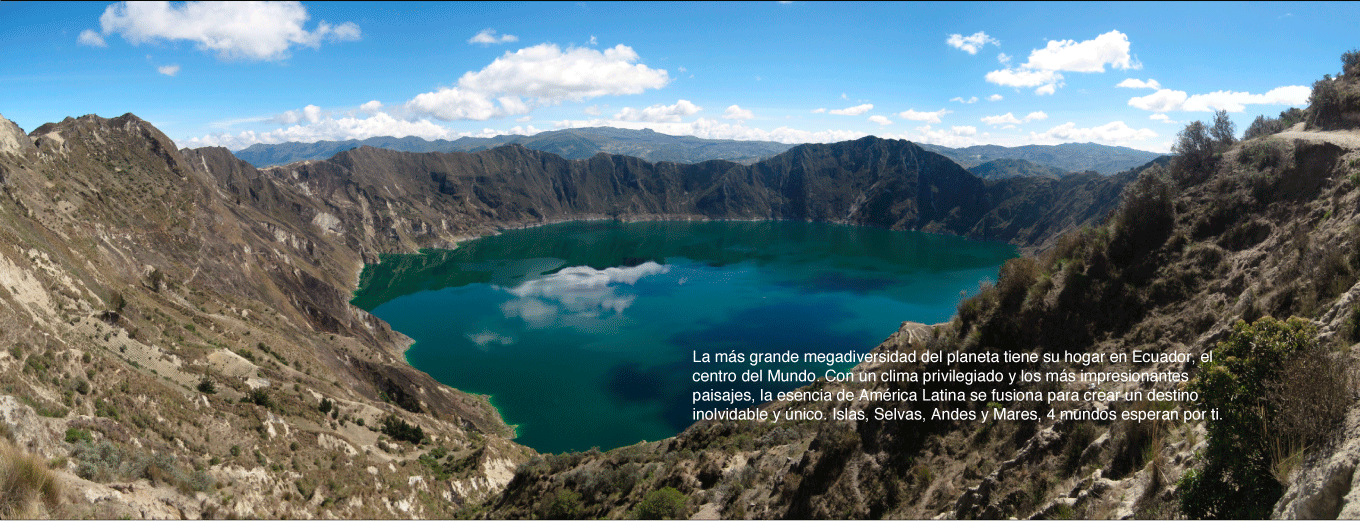 La más grande megadiversidad del planeta tiene su hogar en Ecuador, el
centro del Mundo. Con un clima privilegiado y los más impresionantes
paisajes, la esencia de América Latina se fusiona para crear un destino
inolvidable y único. Islas, Selvas, Andes y Mares, 4 mundos esperan por ti.